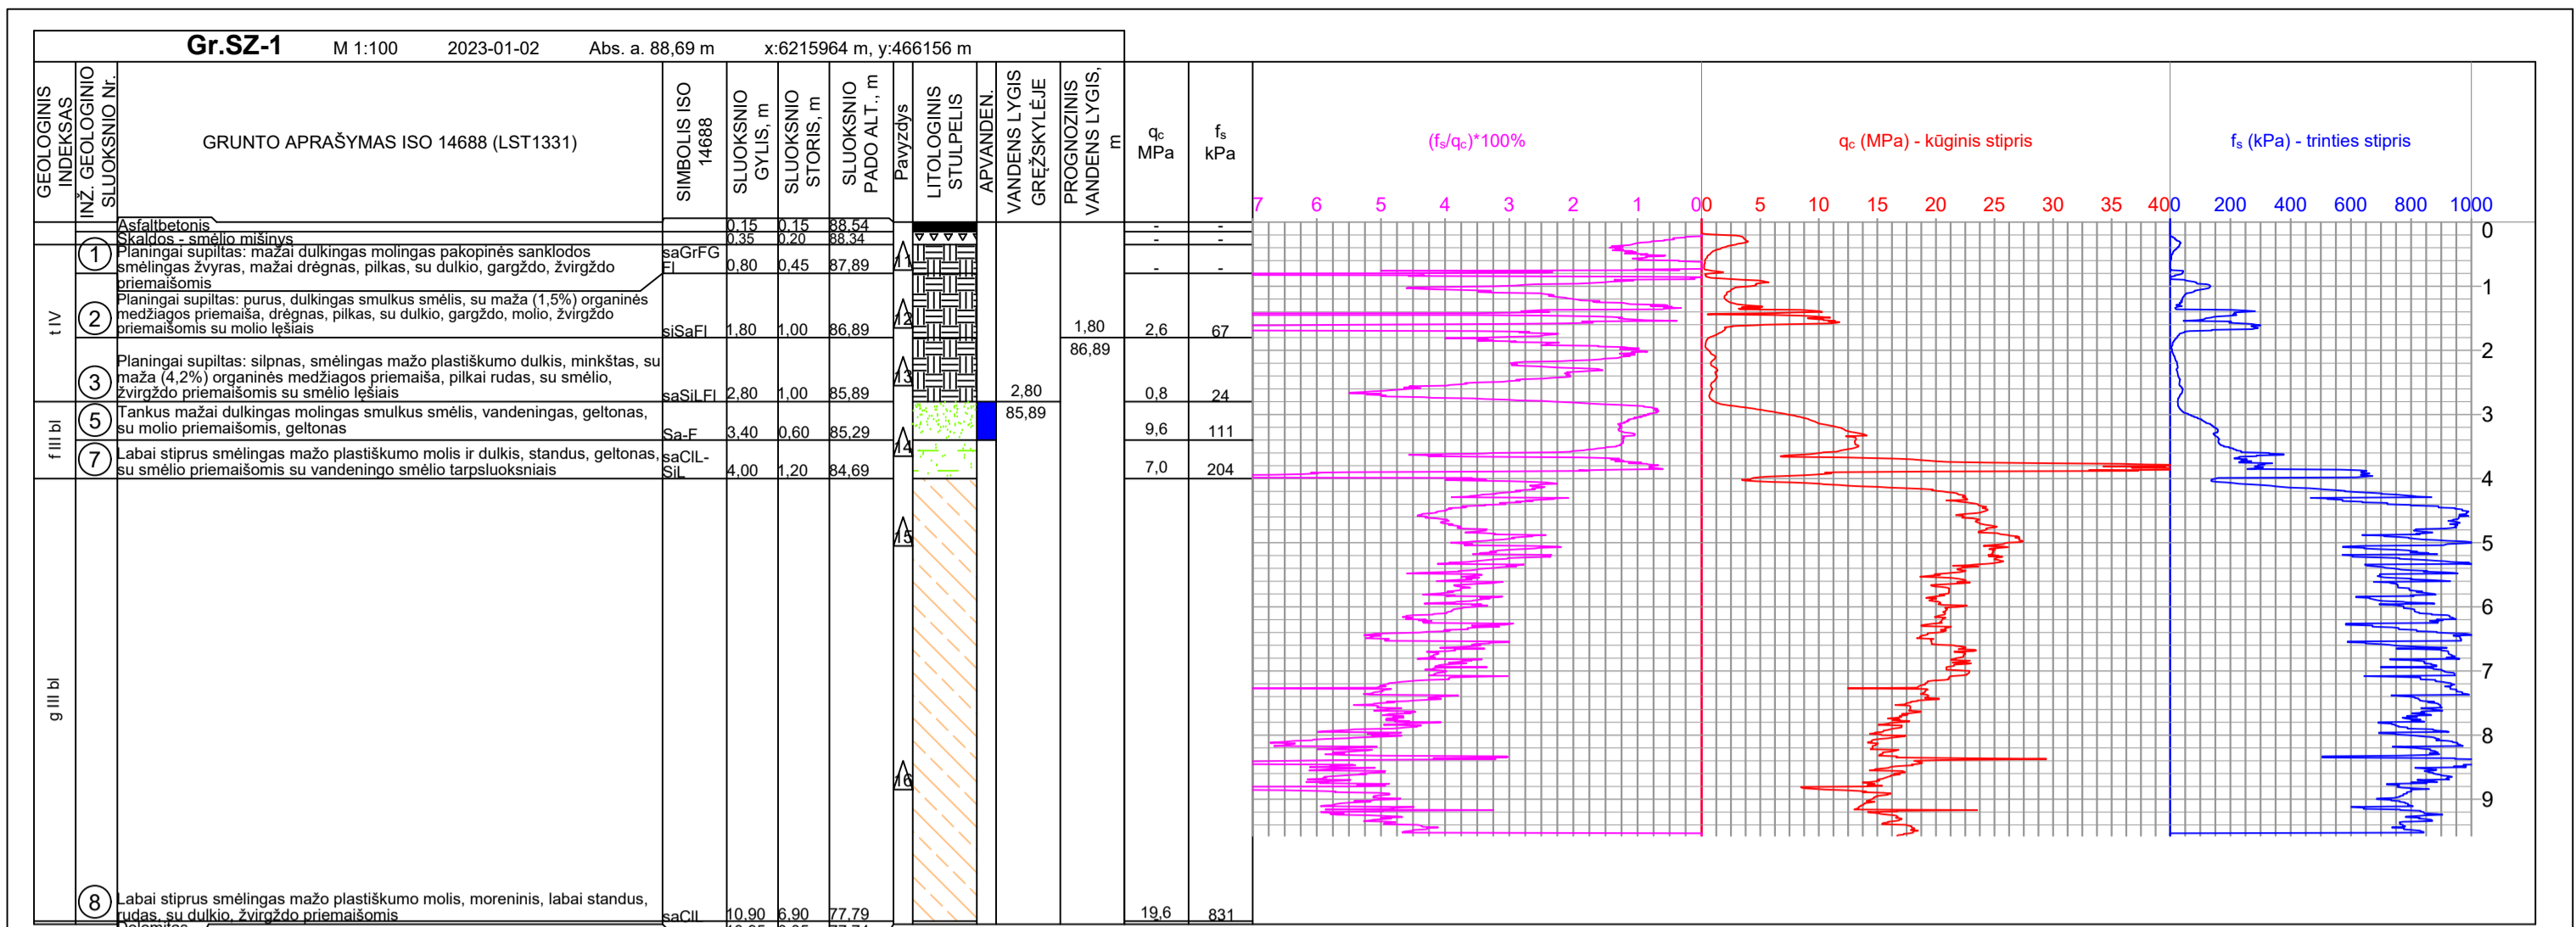 Gr.SZ-1 M 1:100 2023-01-02 Abs. a. 88,69 m x:6215964 m, y:466156 m
GEOLOGINIS
INDEKSAS
INŽ. GEOLOGINIO
SLUOKSNIO Nr.
GRUNTO APRAŠYMAS ISO 14688 (LST1331)
SIMBOLIS ISO
14688
SLUOKSNIO
GYLIS, m
SLUOKSNIO
STORIS, m
SLUOKSNIO
PADO ALT., m
Pavyzdys
LITOLOGINIS
STULPELIS
APVANDEN.
VANDENS LYGIS
GRĘŽSKYLĖJE
PROGNOZINIS
VANDENS LYGIS,
m
qc
MPa
fs
kPa
(fs/qc)*100%
qc (MPa) - kūginis stipris
fs (kPa) - trinties stipris
7 6 5 4 3 2 1 0
0 5 10 15 20 25 30 35 40
0 200 400 600 800 1000
Asfaltbetonis 0,15 0,15 88,54 - -
Skaldos - smėlio mišinys 0,35 0,20 88,34 - -
t IV
1
Planingai supiltas: mažai dulkingas molingas pakopinės sanklodos
smėlingas žvyras, mažai drėgnas, pilkas, su dulkio, gargždo, žvirgždo
priemaišomis
saGrFG
Fl
0,80 0,45 87,89 11 - -
2
Planingai supiltas: purus, dulkingas smulkus smėlis, su maža (1,5%) organinės
medžiagos priemaiša, drėgnas, pilkas, su dulkio, gargždo, molio, žvirgždo
priemaišomis su molio lęšiais
siSaFl 1,80 1,00 86,89 12 1,80 2,6 67
86,89
3
Planingai supiltas: silpnas, smėlingas mažo plastiškumo dulkis, minkštas, su
maža (4,2%) organinės medžiagos priemaiša, pilkai rudas, su smėlio,
žvirgždo priemaišomis su smėlio lęšiais
saSiLFl 2,80 1,00 85,89 13 2,80 0,8 24
85,89
f III bl
5
Tankus mažai dulkingas molingas smulkus smėlis, vandeningas, geltonas,
su molio priemaišomis, geltonas
Sa-F 3,40 0,60 85,29 14 9,6 111
7
Labai stiprus smėlingas mažo plastiškumo molis ir dulkis, standus, geltonas,
su smėlio priemaišomis su vandeningo smėlio tarpsluoksniais
saClL-
SiL
4,00 1,20 84,69 7,0 204
15
16
g III bl
8
Labai stiprus smėlingas mažo plastiškumo molis, moreninis, labai standus,
rudas, su dulkio, žvirgždo priemaišomis
saClL 10,90 6,90 77,79 19,6 831
0
1
2
3
4
5
6
7
8
9